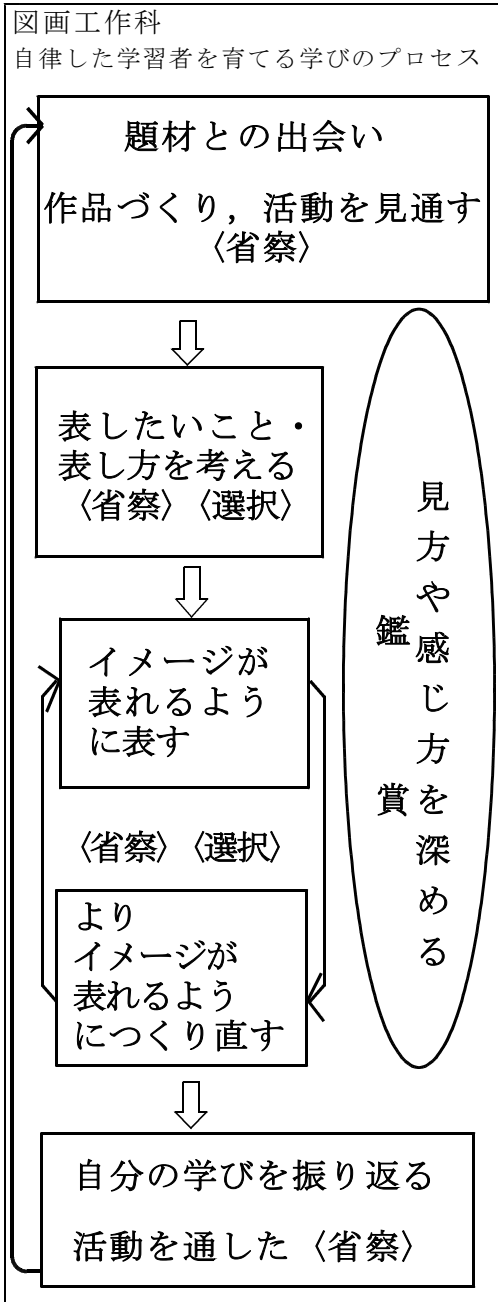 図画工作科
自律した学習者を育てる学びのプロセス
題材との出会い
作品づくり，活動を見通す
〈省察〉
表したいこと・
表し方を考える
〈省察〉〈選択〉
イメージが
表れるよう
に表す
〈省察〉〈選択〉
より
イメージが
表れるよう
につくり直す
自分の学びを振り返る
活動を通した〈省察〉
見方や感じ方を深める
鑑賞